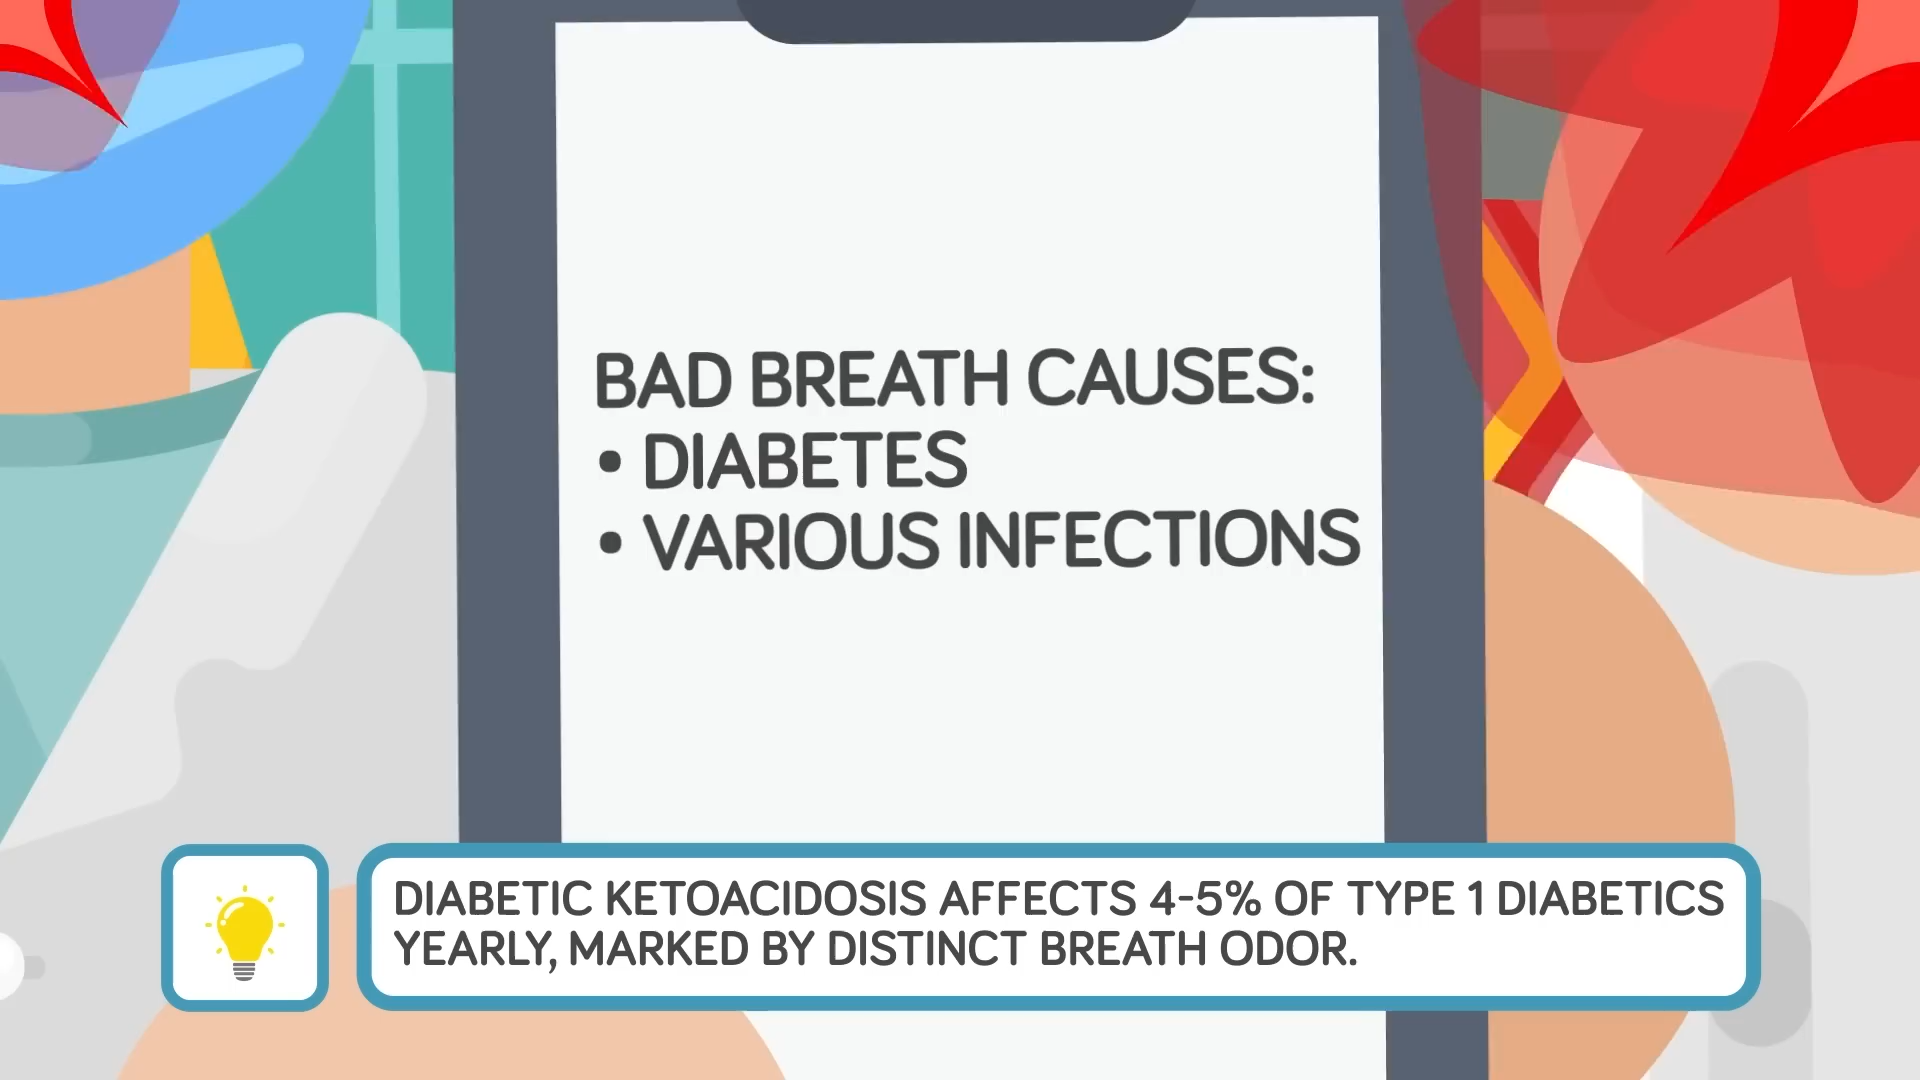 BAD BREATH CAUSES:
• DIABETES
• VARIOUS INFECTIONS
DIABETIC KETOACIDOSIS AFFECTS 4-5% OF TYPE 1 DIABETICS
YEARLY, MARKED BY DISTINCT BREATH ODOR.